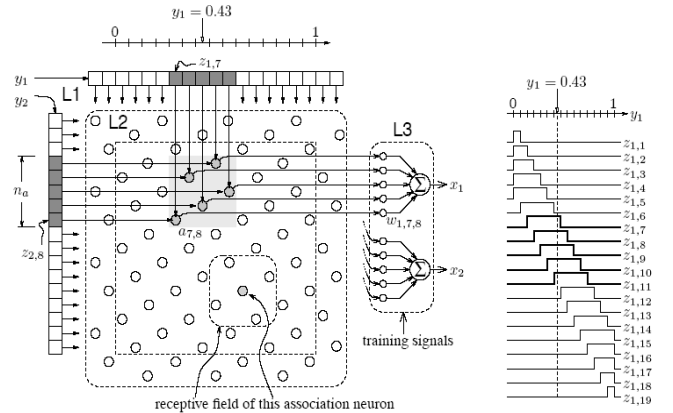 y₁ = 0.43
0 1
z₁,₇
y₁
L1
y₂
L2
L3
nₐ
x₁
w₁,₇,₈
a₇,₈
z₂,₈
x₂
training signals
receptive field of this association neuron
y₁ = 0.43
0 1
y₁
z₁,₁
z₁,₂
z₁,₃
z₁,₄
z₁,₅
z₁,₆
z₁,₇
z₁,₈
z₁,₉
z₁,₁₀
z₁,₁₁
z₁,₁₂
z₁,₁₃
z₁,₁₄
z₁,₁₅
z₁,₁₆
z₁,₁₇
z₁,₁₈
z₁,₁₉